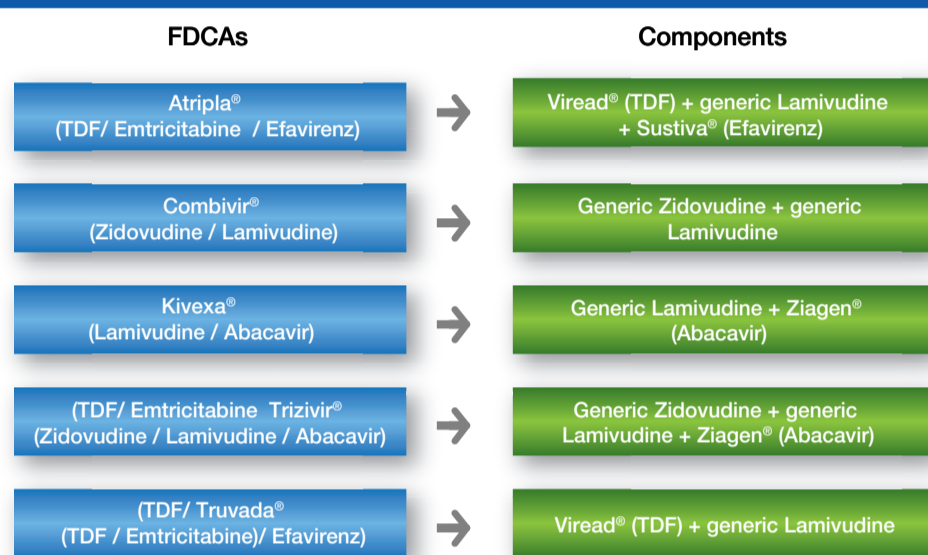 FDCAs
Components
Atripla®
(TDF/ Emtricitabine / Efavirenz)
Viread® (TDF) + generic Lamivudine
+ Sustiva® (Efavirenz)
Combivir®
(Zidovudine / Lamivudine)
Generic Zidovudine + generic
Lamivudine
Kivexa®
(Lamivudine / Abacavir)
Generic Lamivudine + Ziagen®
(Abacavir)
(TDF/ Emtricitabine Trizivir®
(Zidovudine / Lamivudine / Abacavir)
Generic Zidovudine + generic
Lamivudine + Ziagen® (Abacavir)
(TDF/ Truvada®
(TDF / Emtricitabine)/ Efavirenz)
Viread® (TDF) + generic Lamivudine